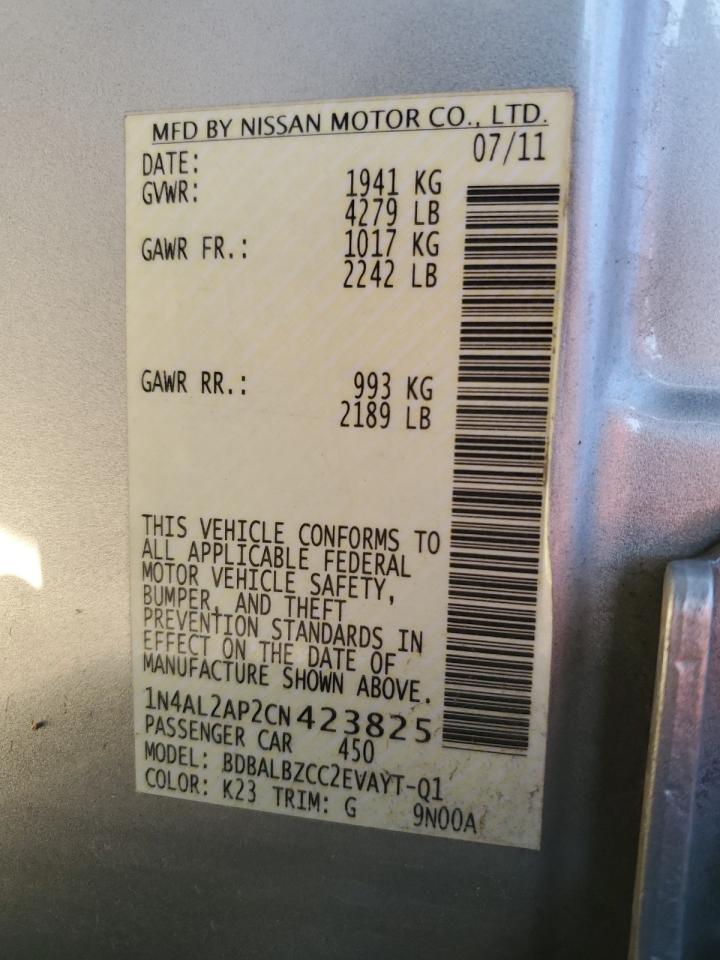 MFD BY NISSAN MOTOR CO., LTD.
DATE: 07/11
GVWR: 1941 KG
4279 LB
GAWR FR.: 1017 KG
2242 LB
GAWR RR.: 993 KG
2189 LB
THIS VEHICLE CONFORMS TO
ALL APPLICABLE FEDERAL
MOTOR VEHICLE SAFETY,
BUMPER, AND THEFT
PREVENTION STANDARDS IN
EFFECT ON THE DATE OF
MANUFACTURE SHOWN ABOVE.
1N4AL2AP2CN423825
PASSENGER CAR 450
MODEL: BDBALBZCC2EVAYT-Q1
COLOR: K23 TRIM: G 9N00A